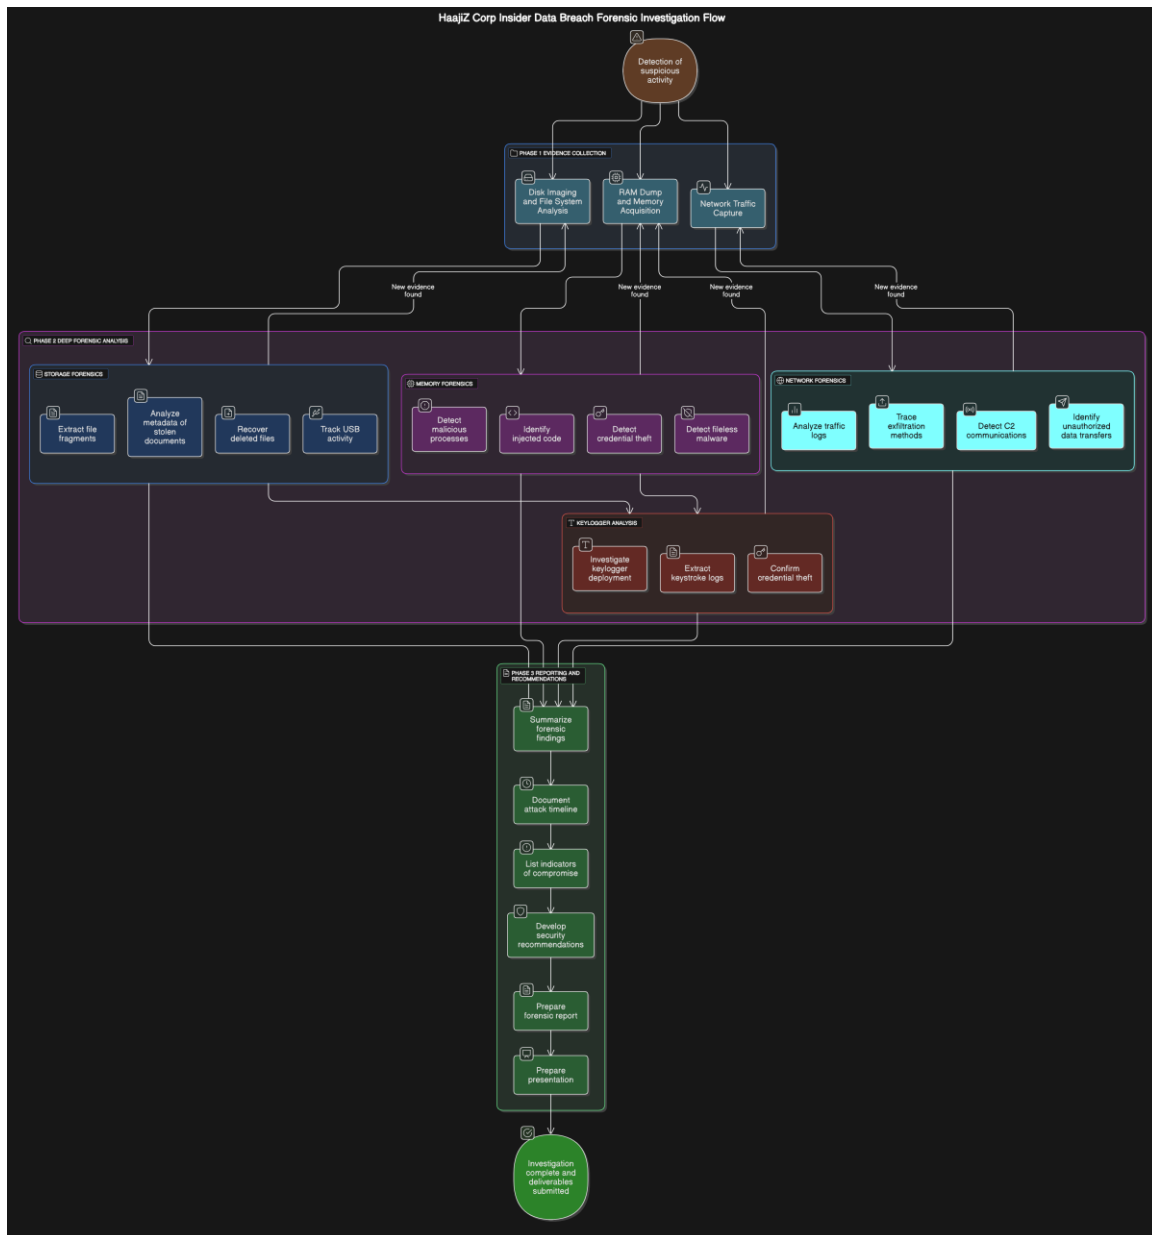 HaajiZ Corp Insider Data Breach Forensic Investigation Flow
Detection of
suspicious
activity
PHASE 1 EVIDENCE COLLECTION
Disk Imaging
and File System
Analysis
RAM Dump
and Memory
Acquisition
Network Traffic
Capture
New evidence
found
New evidence
found
New evidence
found
New evidence
found
PHASE 2 DEEP FORENSIC ANALYSIS
STORAGE FORENSICS
Extract file
fragments
Analyze
metadata of
stolen
documents
Recover
deleted files
Track USB
activity
MEMORY FORENSICS
Detect
malicious
processes
Identify
injected code
Detect
credential theft
Detect fileless
malware
NETWORK FORENSICS
Analyze traffic
logs
Trace
exfiltration
methods
Detect C2
communications
Identify
unauthorized
data transfers
KEYLOGGER ANALYSIS
Investigate
keylogger
deployment
Extract
keystroke logs
Confirm
credential theft
PHASE 3 REPORTING AND
RECOMMENDATIONS
Summarize
forensic
findings
Document
attack timeline
List indicators
of compromise
Develop
security
recommendations
Prepare
forensic report
Prepare
presentation
Investigation
complete and
deliverables
submitted